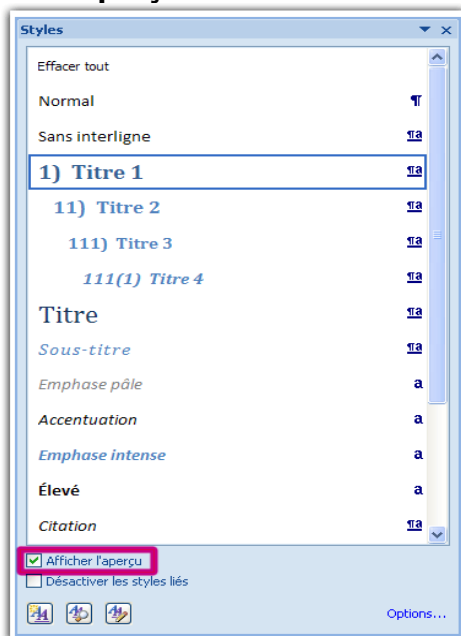 Styles
Effacer tout
Normal ¶
Sans interligne ¶a
1) Titre 1 ¶a
11) Titre 2 ¶a
111) Titre 3 ¶a
111(1) Titre 4 ¶a
Titre ¶a
Sous-titre ¶a
Emphase pâle a
Accentuation a
Emphase intense a
Élevé a
Citation ¶a
Afficher l'aperçu
Désactiver les styles liés
Options...